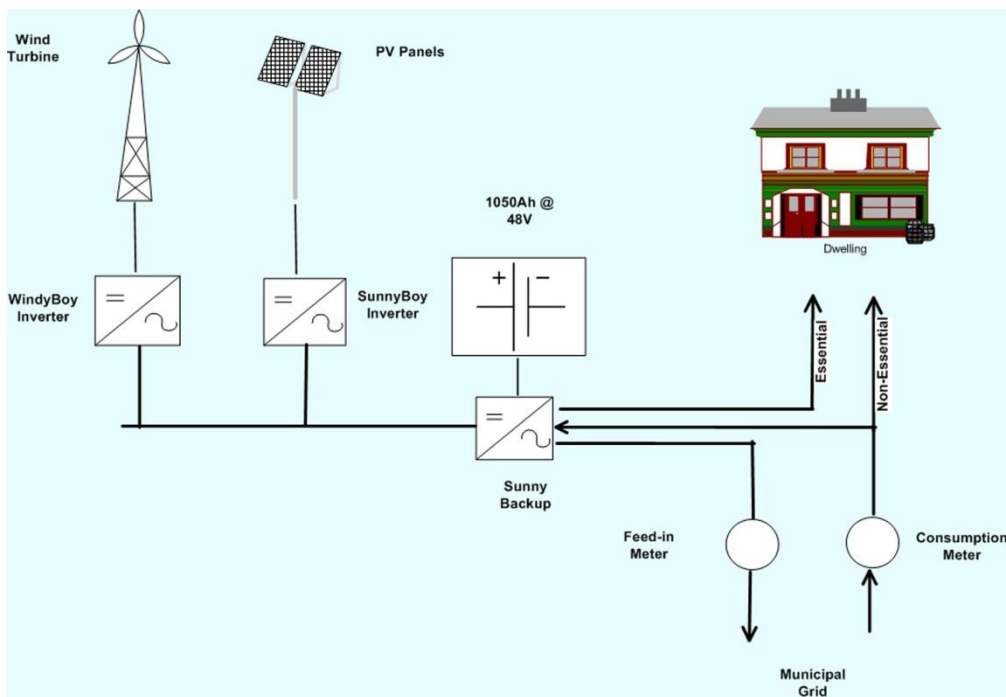 Wind
Turbine
PV Panels
1050Ah @
48V
Dwelling
WindyBoy
Inverter
SunnyBoy
Inverter
+
−
Essential
Non-Essential
Sunny
Backup
Feed-in
Meter
Consumption
Meter
Municipal
Grid